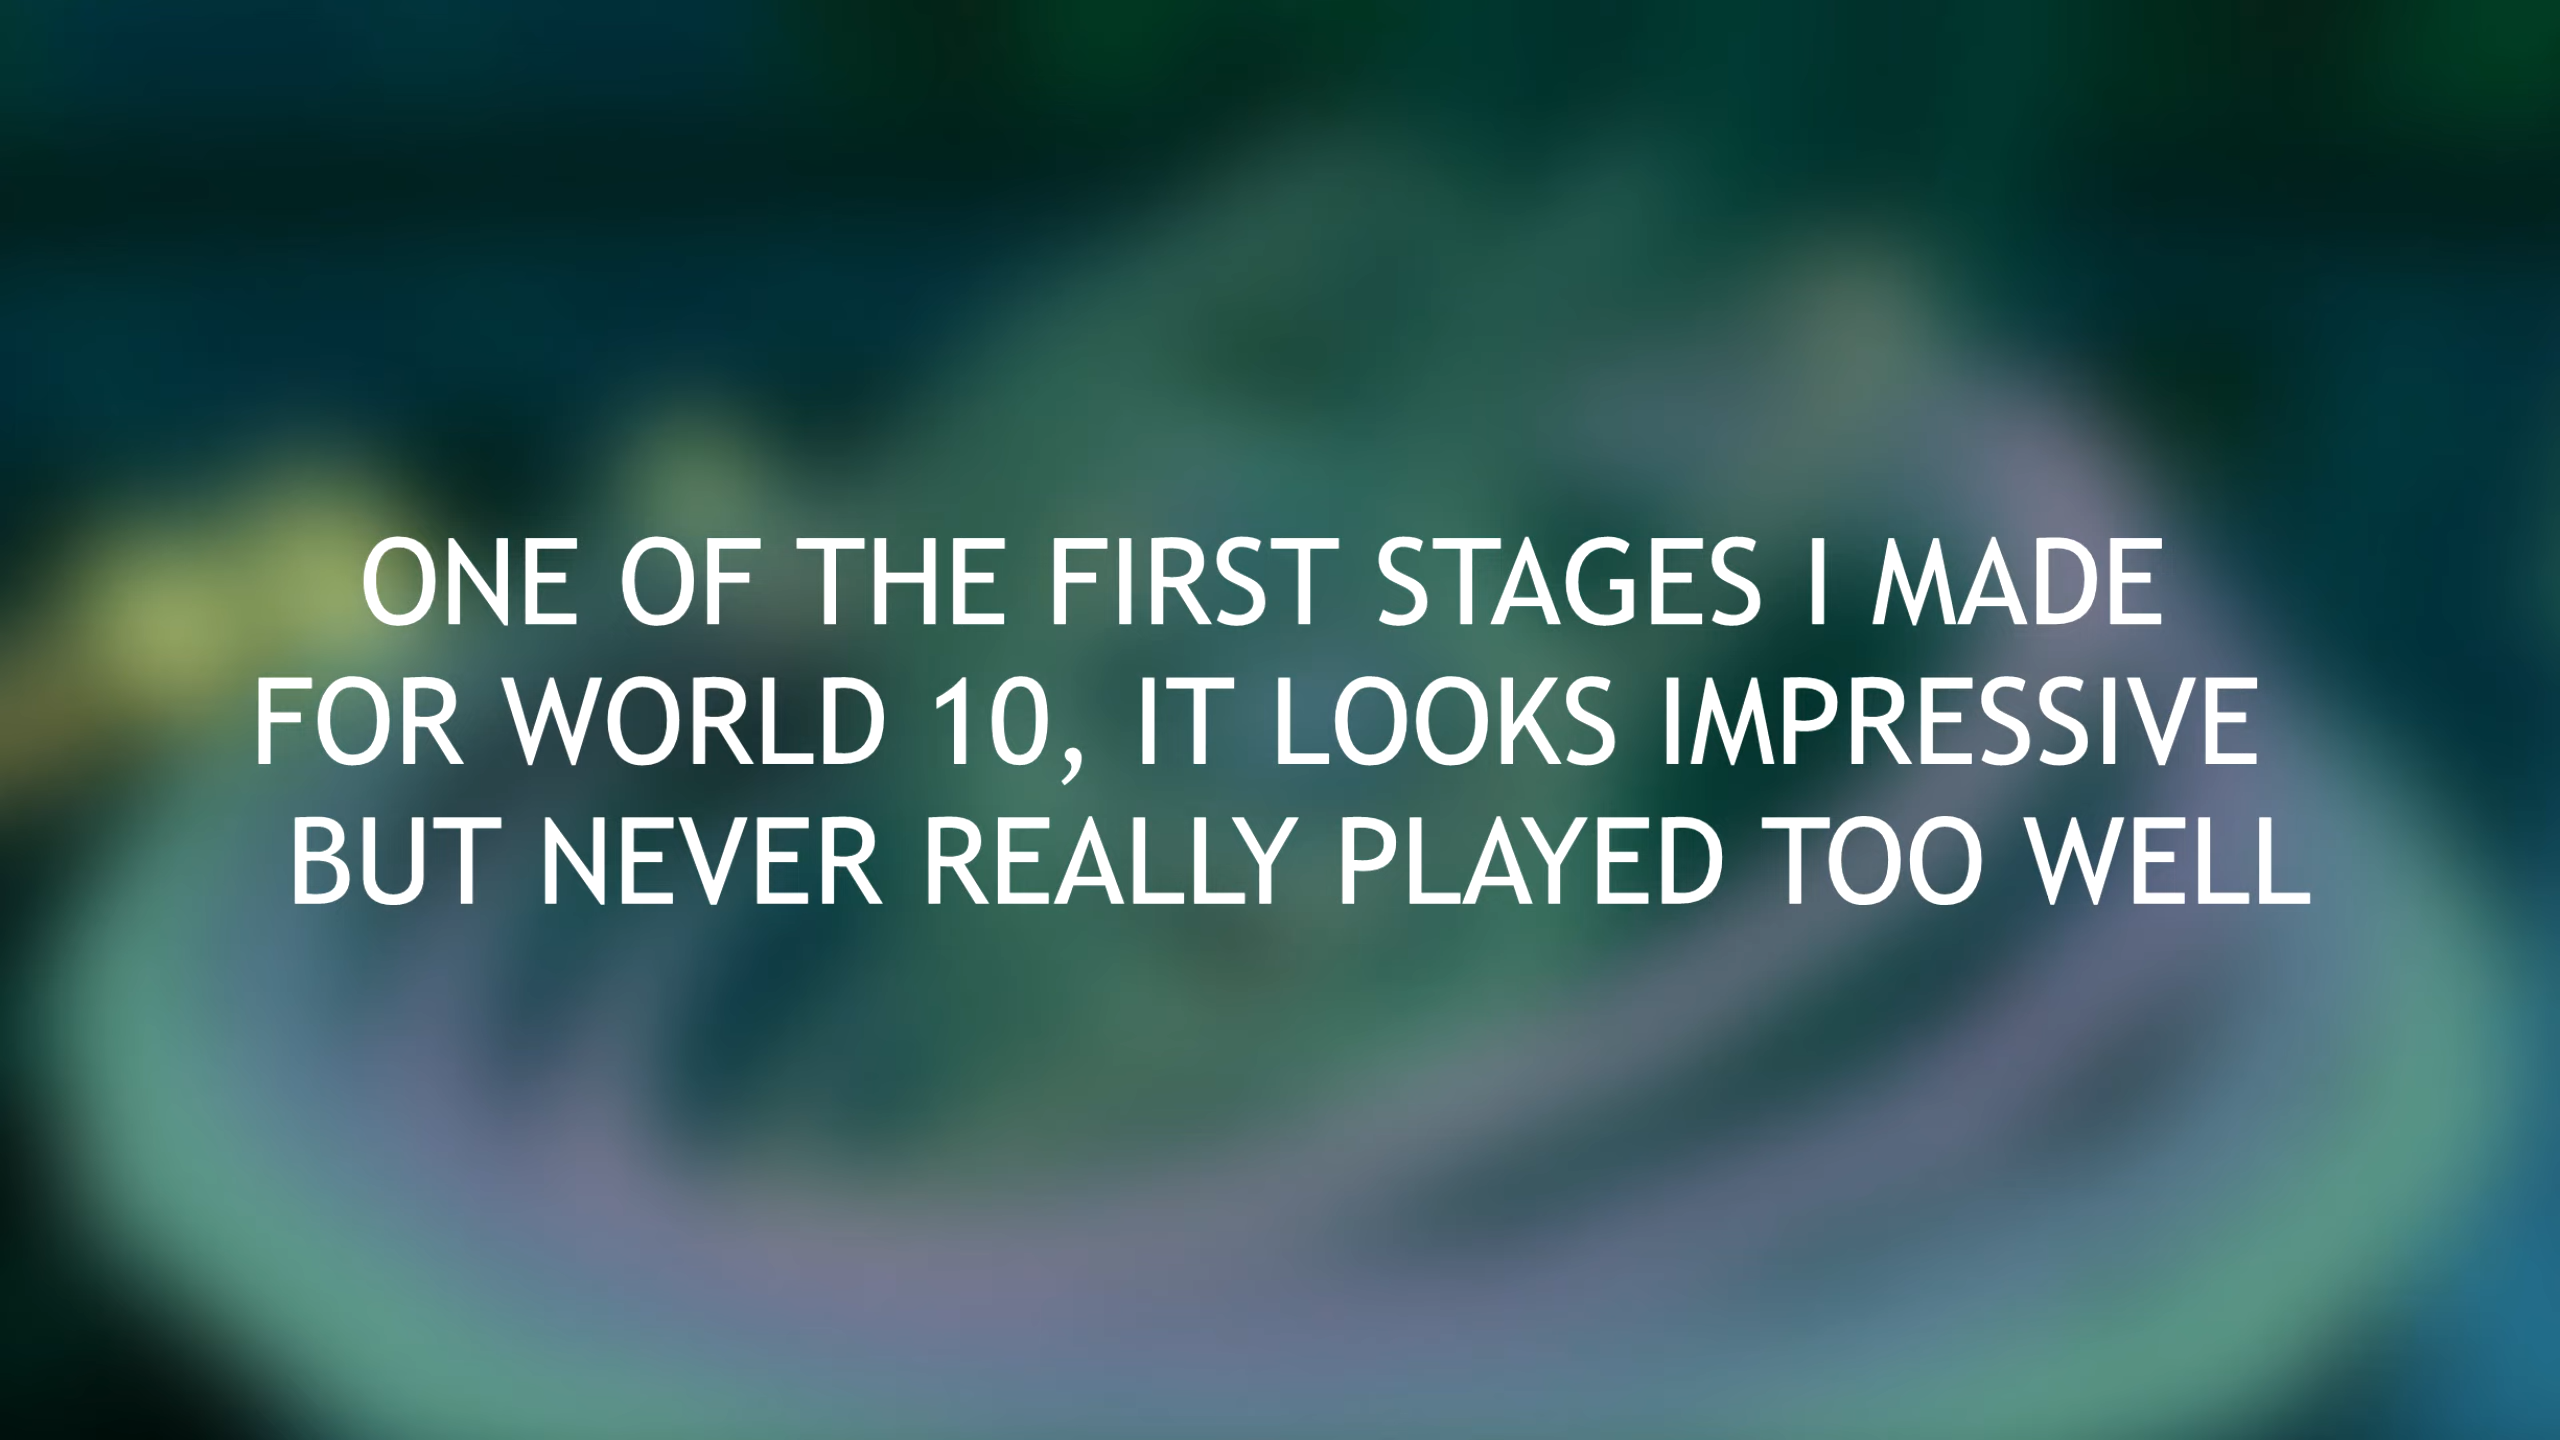 ONE OF THE FIRST STAGES I MADE
FOR WORLD 10, IT LOOKS IMPRESSIVE
BUT NEVER REALLY PLAYED TOO WELL